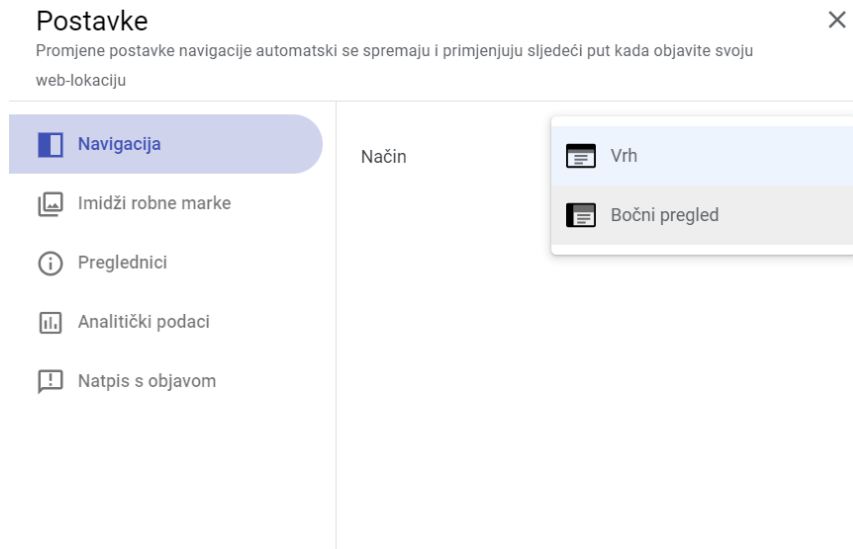 Postavke
Promjene postavke navigacije automatski se spremaju i primjenjuju sljedeći put kada objavite svoju
web-lokaciju
Navigacija
Imidži robne marke
Preglednici
Analitički podaci
Natpis s objavom
Način
Vrh
Bočni pregled